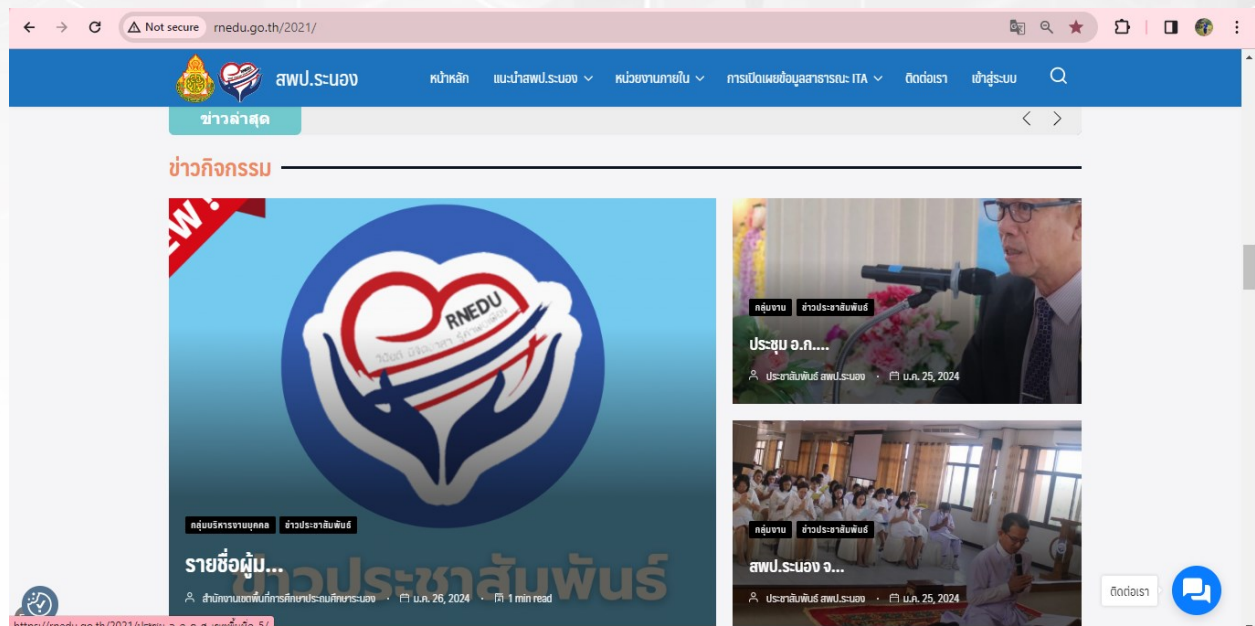 Not secure rnedu.go.th/2021/
สพป.ระนอง หน้าหลัก แนะนำสพป.ระนอง หน่วยงานภายใน การเปิดเผยข้อมูลสาธารณะ ITA ติดต่อเรา เข้าสู่ระบบ
ข่าวล่าสุด
ข่าวกิจกรรม
RNEDU
กลุ่มบริหารงานบุคคล ข่าวประชาสัมพันธ์
รายชื่อผู้ม...
ข่าวประชาสัมพันธ์
สำนักงานเขตพื้นที่การศึกษาประถมศึกษาระนอง · ม.ค. 26, 2024 · 1 min read
กลุ่มงาน ข่าวประชาสัมพันธ์
ประชุม อ.ก....
ประชาสัมพันธ์ สพป.ระนอง · ม.ค. 25, 2024
กลุ่มงาน ข่าวประชาสัมพันธ์
สพป.ระนอง จ...
ประชาสัมพันธ์ สพป.ระนอง · ม.ค. 25, 2024
ติดต่อเรา